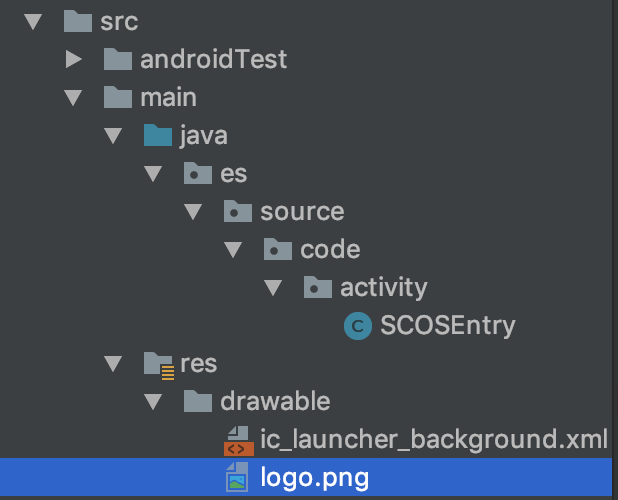 src
androidTest
main
java
es
source
code
activity
C SCOSEntry
res
drawable
<> ic_launcher_background.xml
logo.png